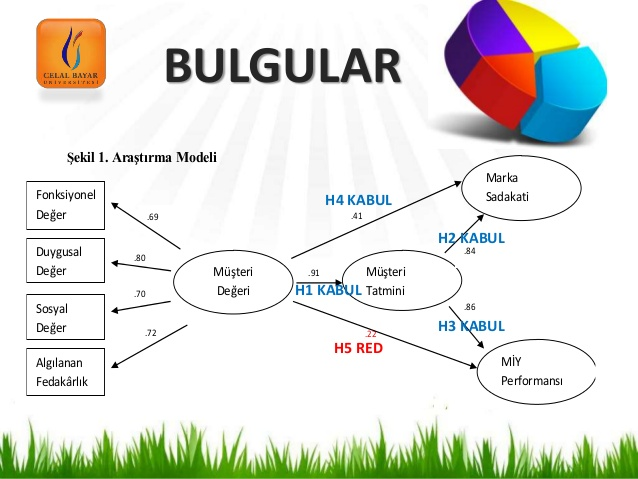 CELAL BAYAR
ÜNİVERSİTESİ
BULGULAR
Şekil 1. Araştırma Modeli
Fonksiyonel
Değer
Duygusal
Değer
Sosyal
Değer
Algılanan
Fedakârlık
.69
.80
.70
.72
Müşteri
Değeri
H4 KABUL
.41
.91
H1 KABUL
Müşteri
Tatmini
.22
H5 RED
Marka
Sadakati
H2 KABUL
.84
.86
H3 KABUL
MİY
Performansı